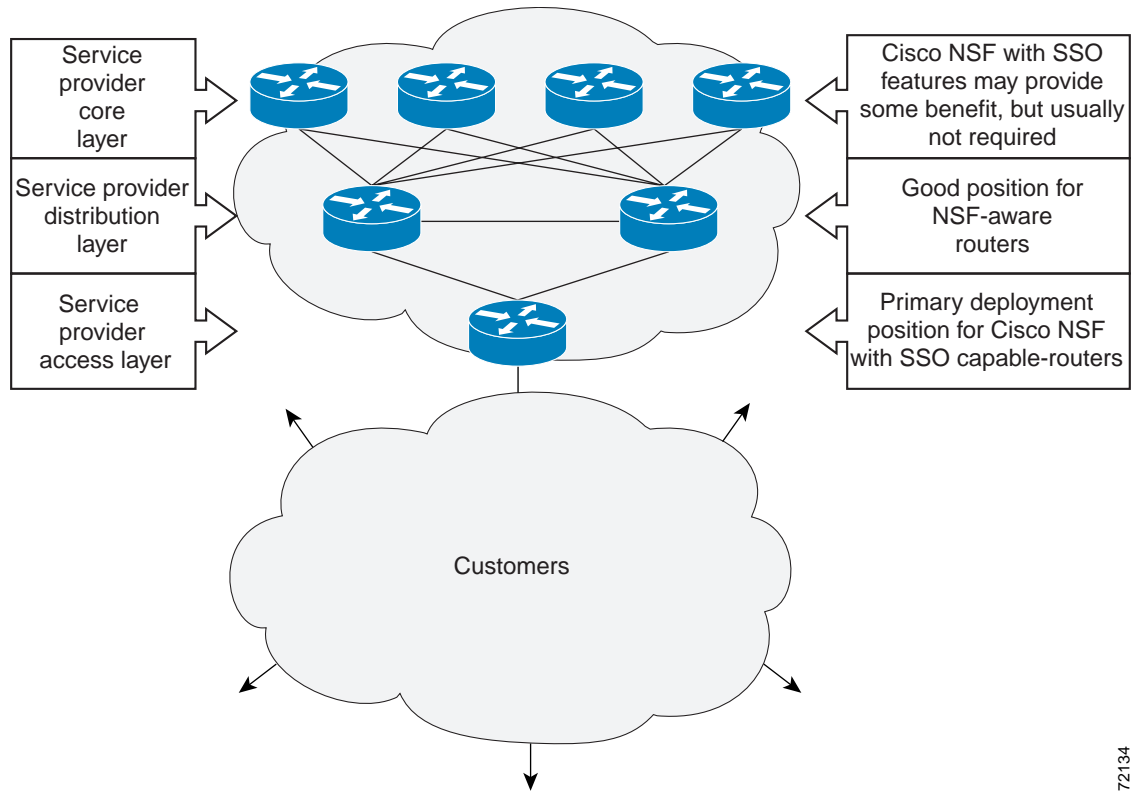 Service
provider
core
layer
Cisco NSF with SSO
features may provide
some benefit, but usually
not required
Service provider
distribution
layer
Good position for
NSF-aware
routers
Service
provider
access layer
Primary deployment
position for Cisco NSF
with SSO capable-routers
Customers
72134